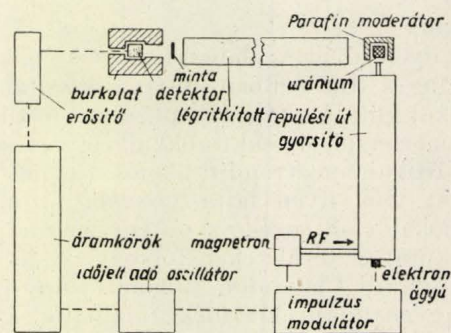 Parafin moderátor
uránium
minta
burkolat detektor
erősítő
légritkított repülési út
gyorsító
áramkörök
magnetron
RF
időjelt adó oszillátor
elektron
ágyú
impulzus
modulátor